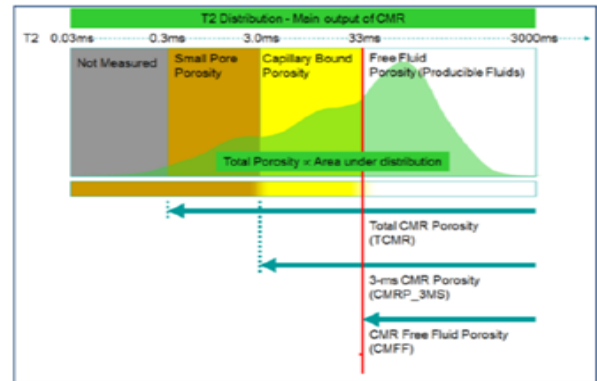 T2 Distribution - Main output of CMR
T2 0.03ms 0.3ms 3.0ms 33ms 3000ms
Not Measured
Small Pore
Porosity
Capillary Bound
Porosity
Free Fluid
Porosity (Producible Fluids)
Total Porosity ∝ Area under distribution
Total CMR Porosity
(TCMR)
3-ms CMR Porosity
(CMRP_3MS)
CMR Free Fluid Porosity
(CMFF)